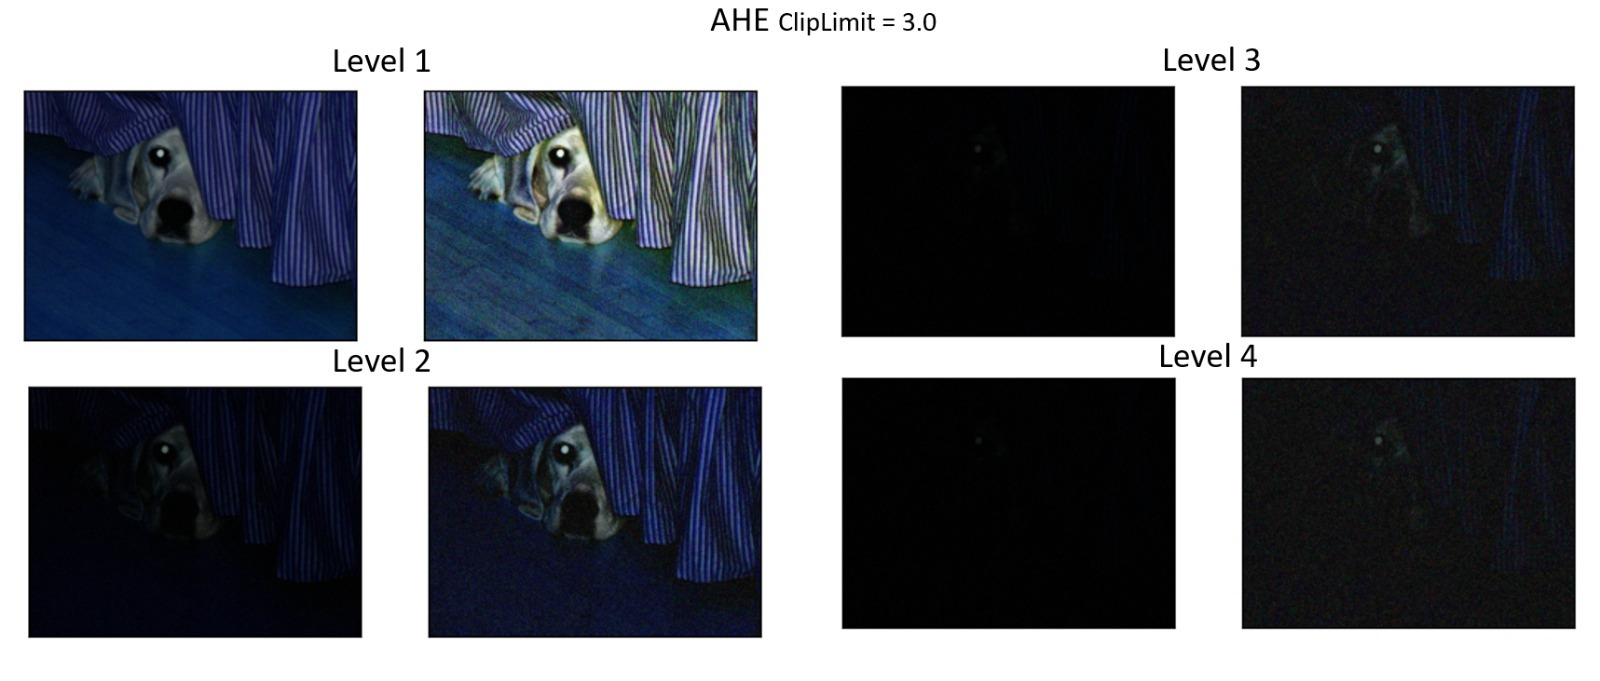 AHE ClipLimit = 3.0
Level 1
Level 3
Level 2
Level 4